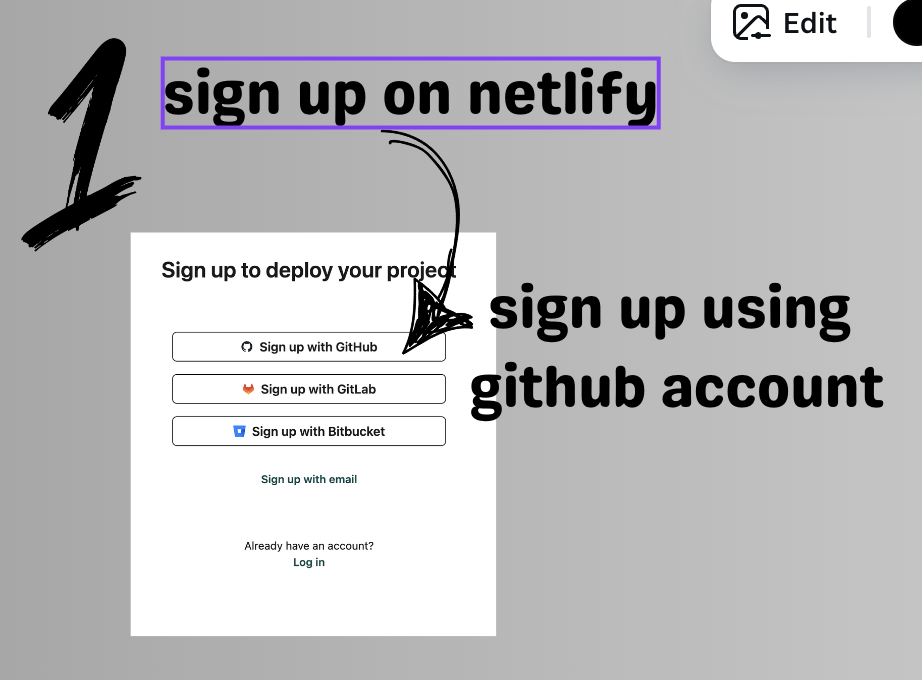 Edit
1
sign up on netlify
Sign up to deploy your project
sign up using
github account
Sign up with GitHub
Sign up with GitLab
Sign up with Bitbucket
Sign up with email
Already have an account?
Log in